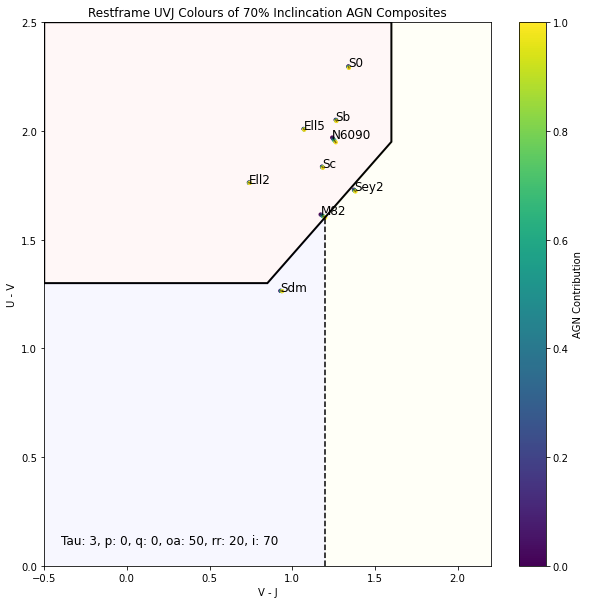 Restframe UVJ Colours of 70% Inclincation AGN Composites
2.5
2.0
1.5
1.0
0.5
0.0
U - V
S0
Sb
Ell5
N6090
Sc
Ell2
Sey2
M82
Sdm
Tau: 3, p: 0, q: 0, oa: 50, rr: 20, i: 70
−0.5
0.0
0.5
1.0
1.5
2.0
V - J
1.0
0.8
0.6
0.4
0.2
0.0
AGN Contribution